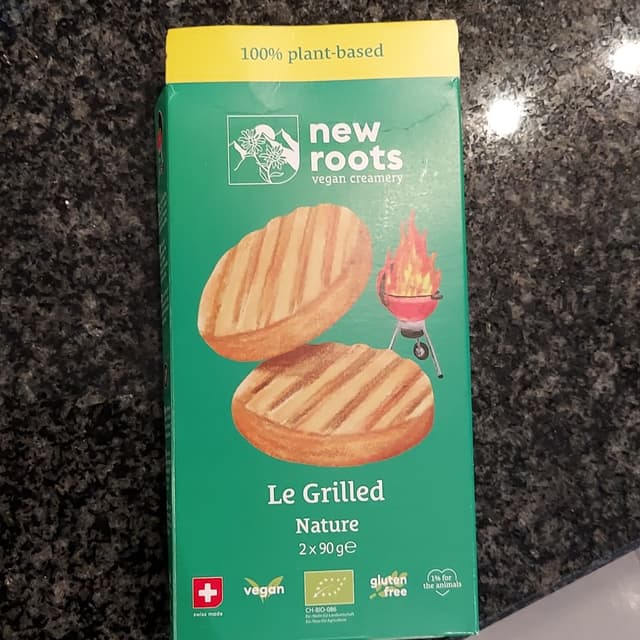 100% plant-based
new
roots
vegan creamery
Le Grilled
Nature
2 x 90 g℮
swiss made
vegan
CH-BIO-086
gluten
free
1% for
the animals